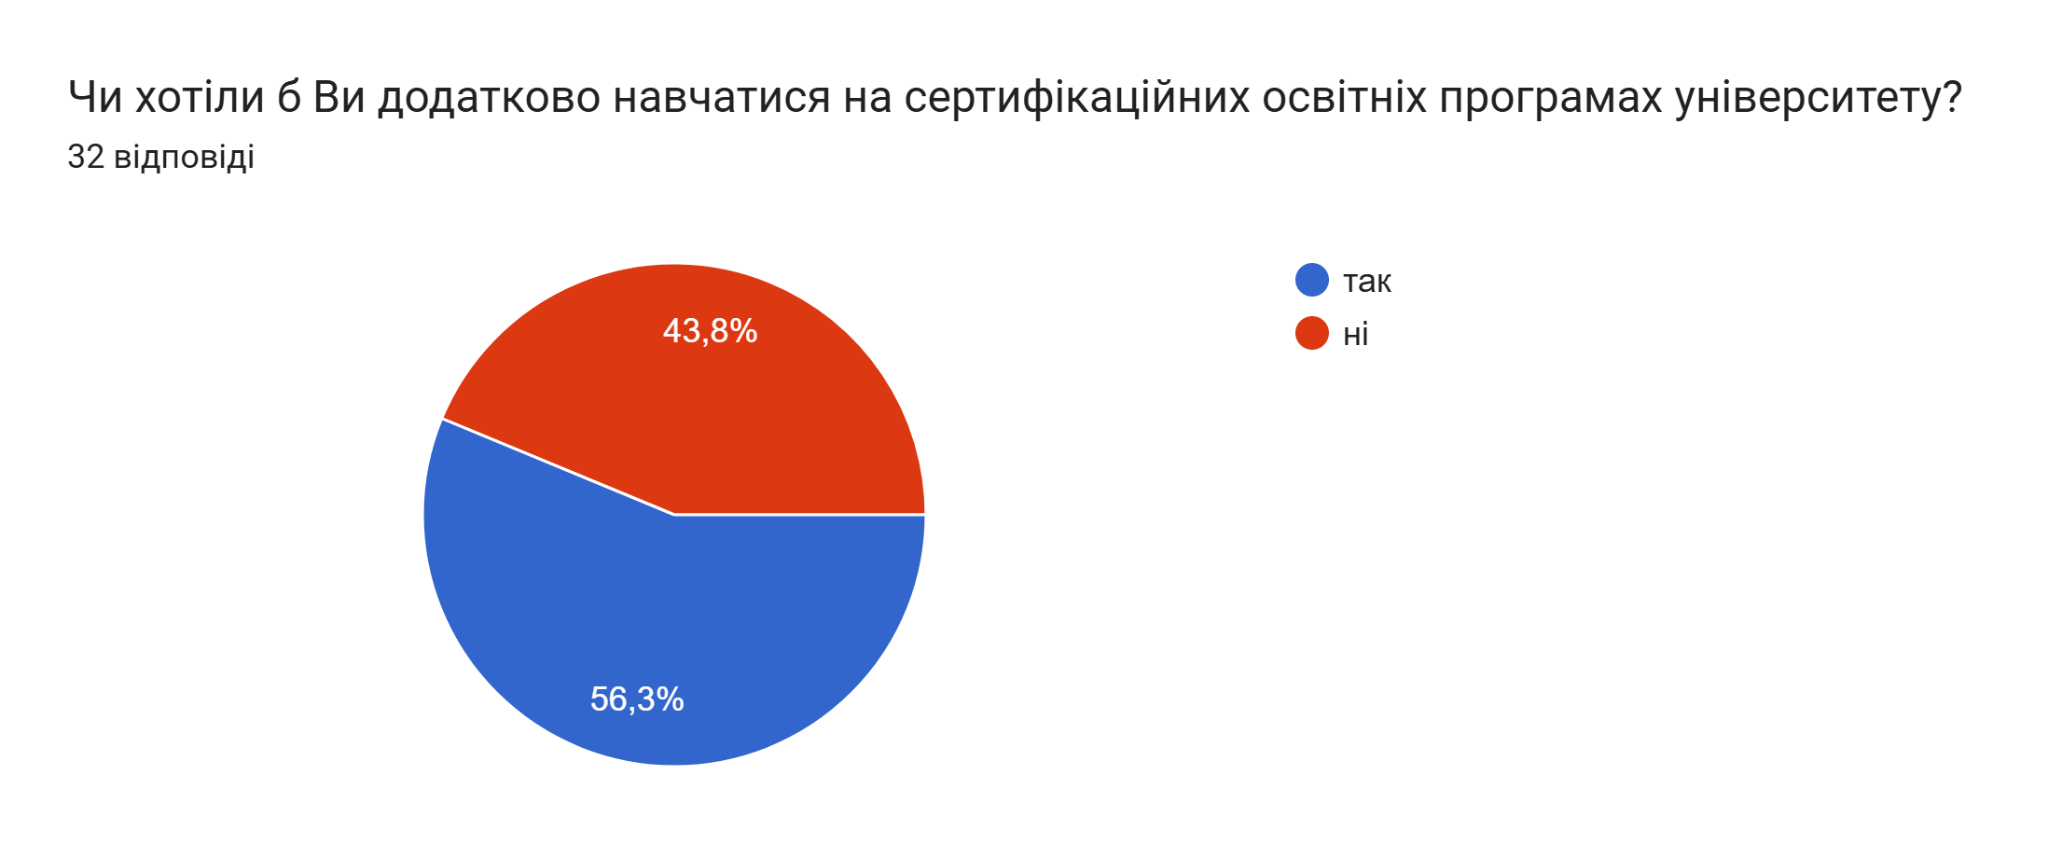 Чи хотіли б Ви додатково навчатися на сертифікаційних освітніх програмах університету?
32 відповіді
43,8%
56,3%
так
ні